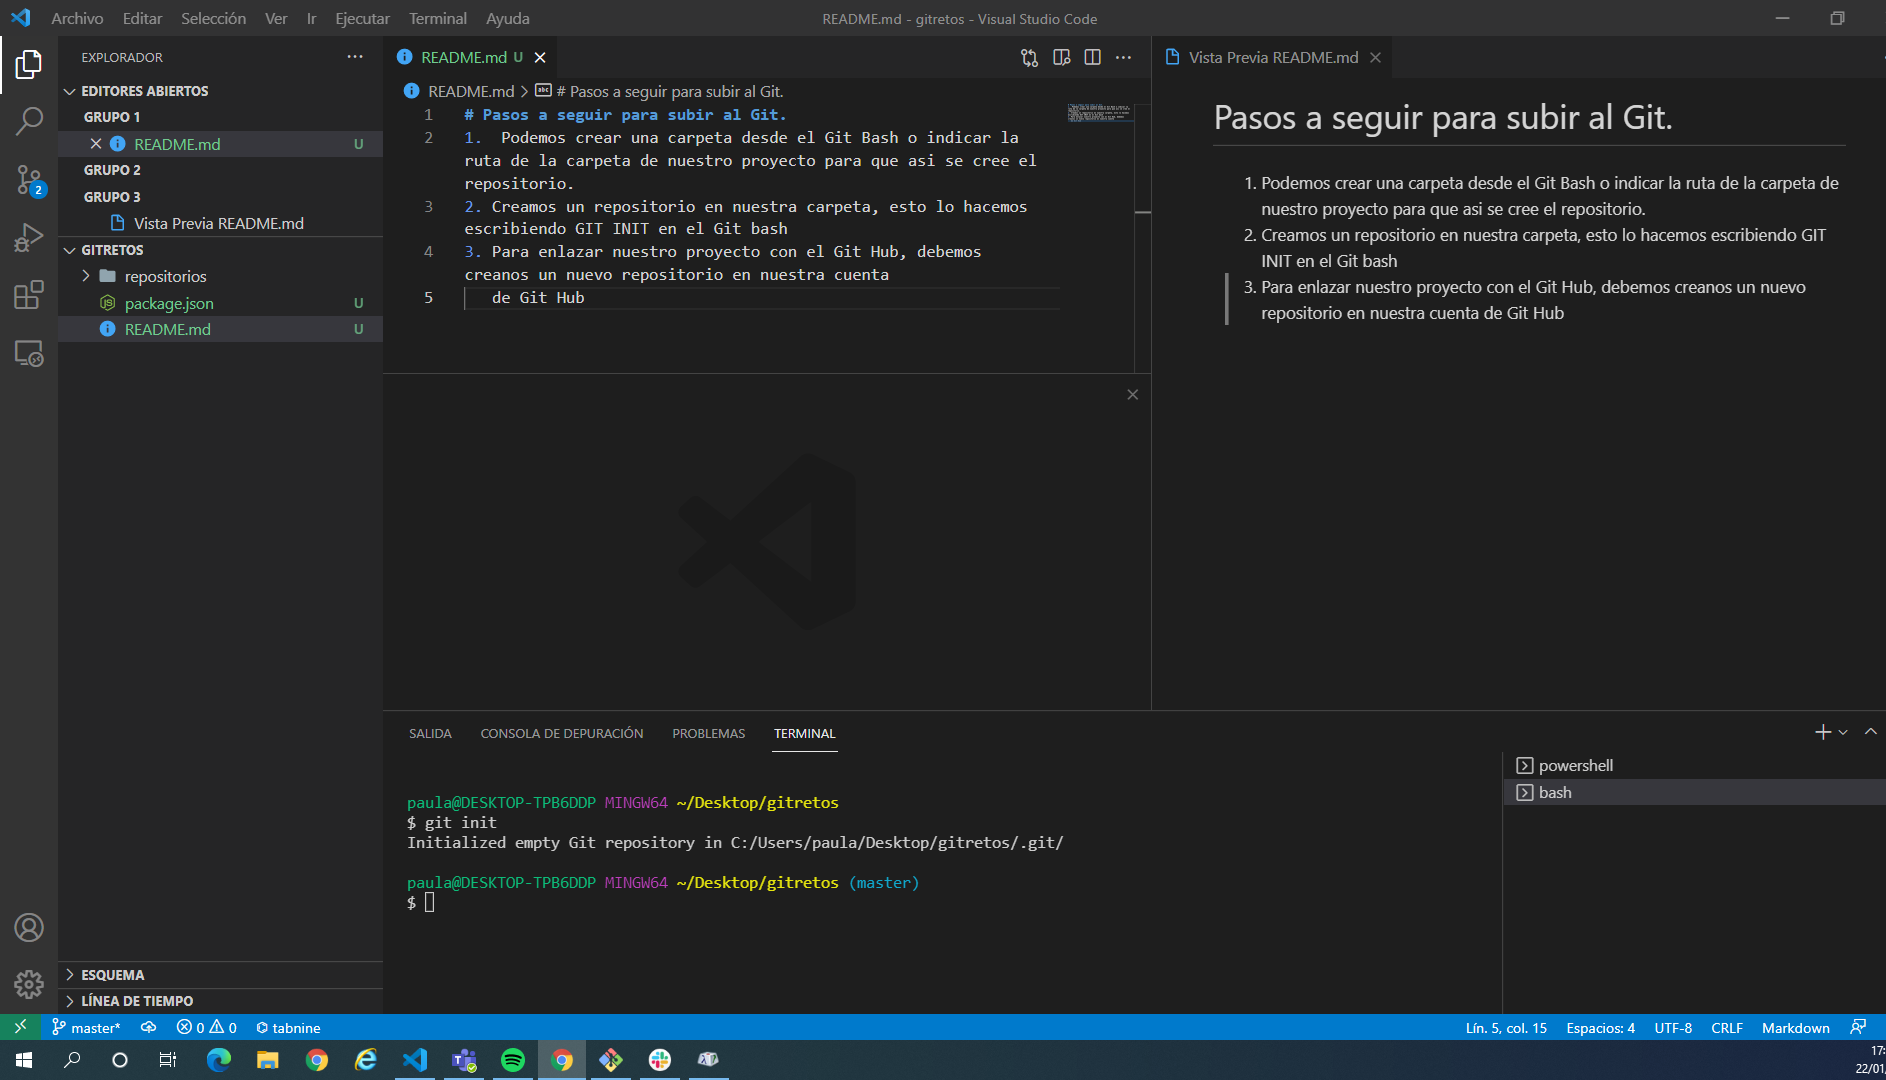 Archivo Editar Selección Ver Ir Ejecutar Terminal Ayuda
README.md - gitretos - Visual Studio Code
EXPLORADOR
EDITORES ABIERTOS
GRUPO 1
README.md U
GRUPO 2
GRUPO 3
Vista Previa README.md
GITRETOS
repositorios
package.json U
README.md U
ESQUEMA
LÍNEA DE TIEMPO
2
README.md U
README.md > # Pasos a seguir para subir al Git.
1 # Pasos a seguir para subir al Git.
2 1.  Podemos crear una carpeta desde el Git Bash o indicar la
ruta de la carpeta de nuestro proyecto para que asi se cree el
repositorio.
3 2. Creamos un repositorio en nuestra carpeta, esto lo hacemos
escribiendo GIT INIT en el Git bash
4 3. Para enlazar nuestro proyecto con el Git Hub, debemos
creanos un nuevo repositorio en nuestra cuenta
5 de Git Hub
Vista Previa README.md
Pasos a seguir para subir al Git.
1. Podemos crear una carpeta desde el Git Bash o indicar la ruta de la carpeta de
nuestro proyecto para que asi se cree el repositorio.
2. Creamos un repositorio en nuestra carpeta, esto lo hacemos escribiendo GIT
INIT en el Git bash
3. Para enlazar nuestro proyecto con el Git Hub, debemos creanos un nuevo
repositorio en nuestra cuenta de Git Hub
SALIDA CONSOLA DE DEPURACIÓN PROBLEMAS TERMINAL
paula@DESKTOP-TPB6DDP MINGW64 ~/Desktop/gitretos
$ git init
Initialized empty Git repository in C:/Users/paula/Desktop/gitretos/.git/
paula@DESKTOP-TPB6DDP MINGW64 ~/Desktop/gitretos (master)
$
powershell
bash
master* 0 0 tabnine
Lín. 5, col. 15 Espacios: 4 UTF-8 CRLF Markdown
17:
22/01